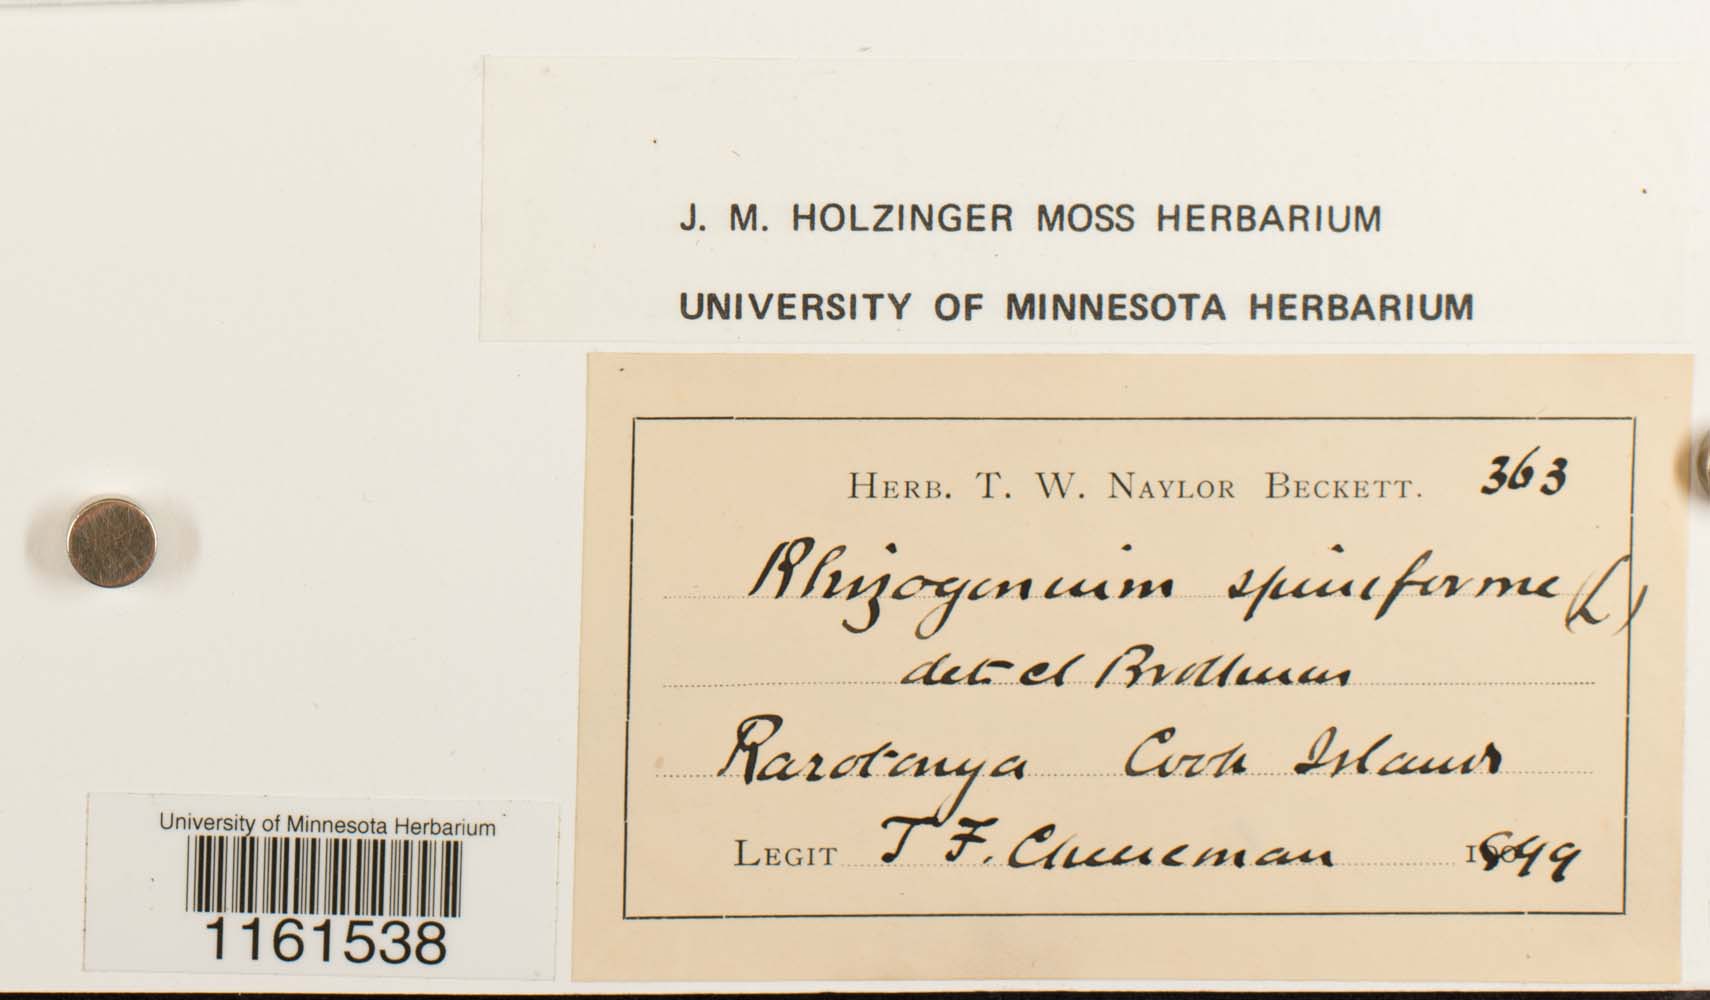 J. M. HOLZINGER MOSS HERBARIUM
UNIVERSITY OF MINNESOTA HERBARIUM
HERB. T. W. NAYLOR BECKETT. 363
Rhizogonium spiniforme (L)
det cl Brotherus
Rarotonga Cook Islands
LEGIT T F. Cheeseman 1899
University of Minnesota Herbarium
1161538